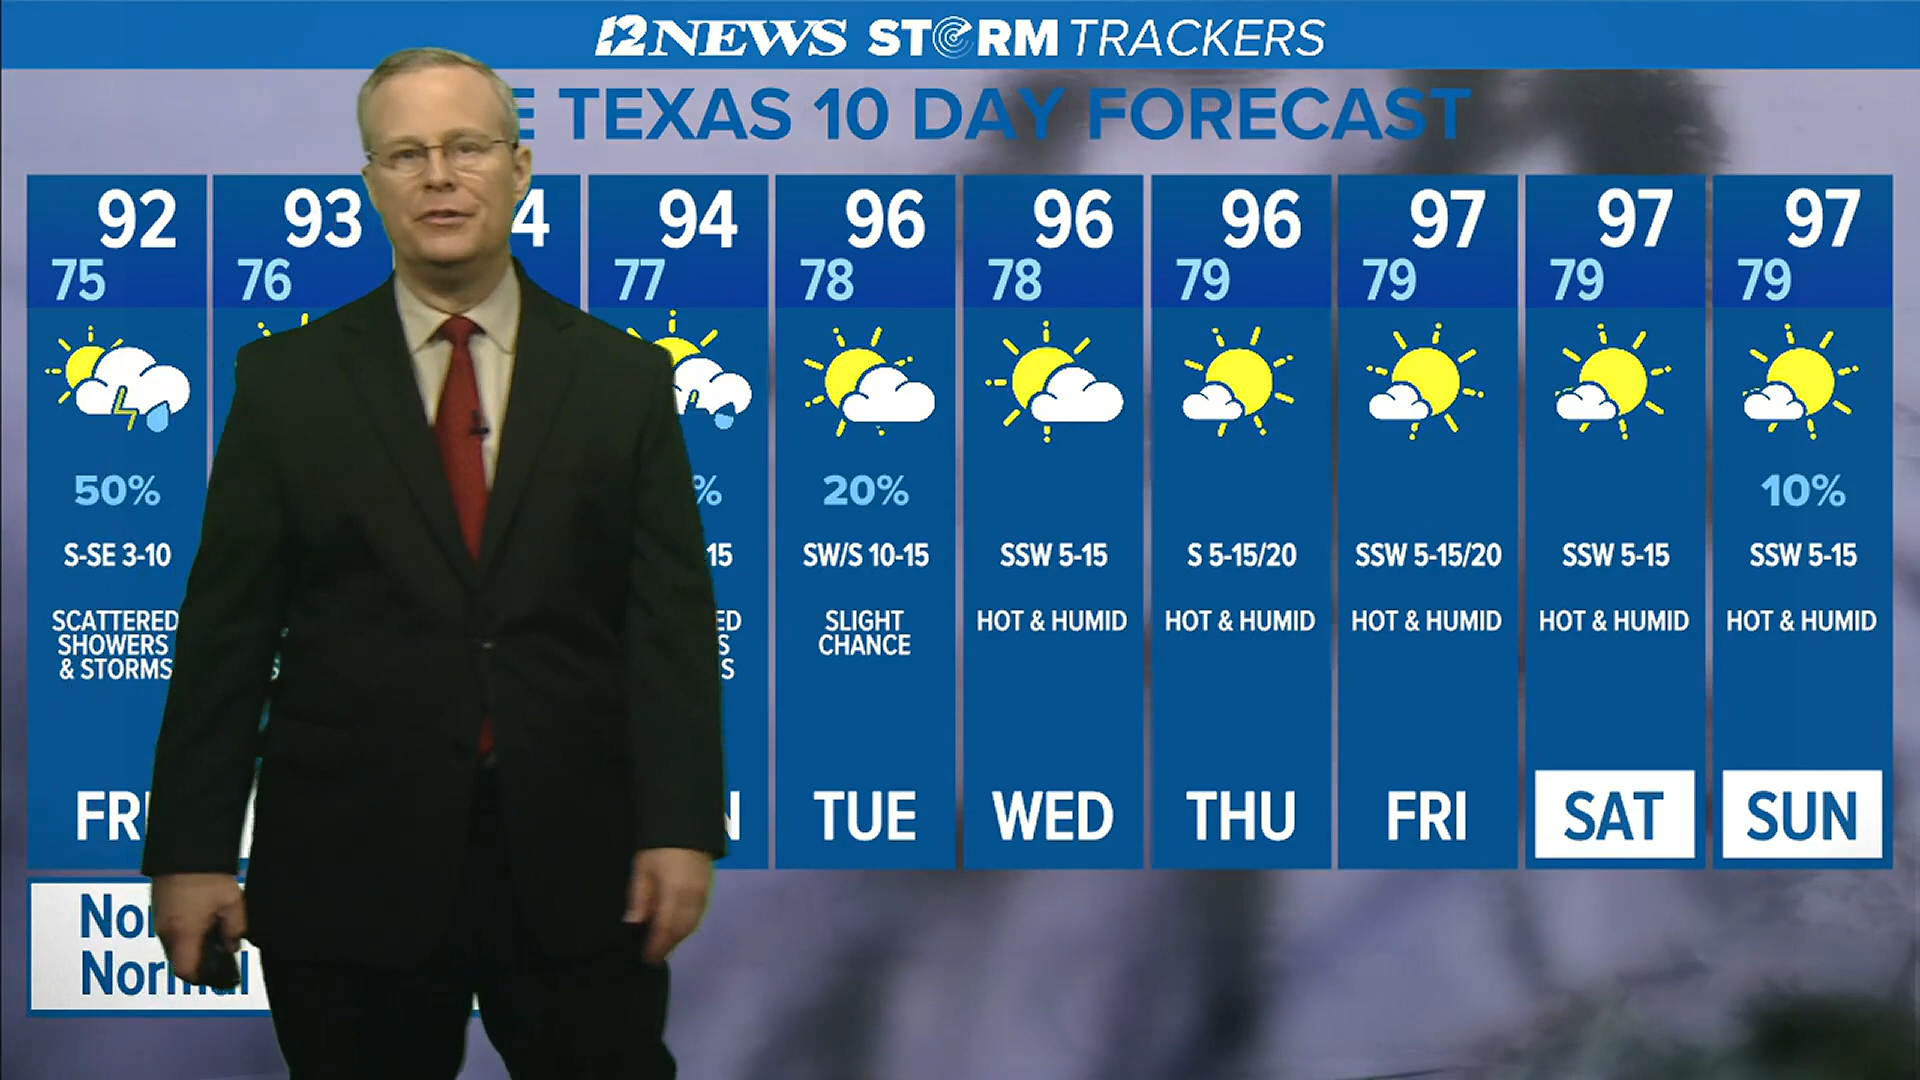 12NEWS STORM TRACKERS
E TEXAS 10 DAY FORECAST
92 93 4 94 96 96 96 97 97 97
75 76 77 78 78 79 79 79 79
50% % 20% 10%
S-SE 3-10 15 SW/S 10-15 SSW 5-15 S 5-15/20 SSW 5-15/20 SSW 5-15 SSW 5-15
SCATTERED ED SLIGHT HOT & HUMID HOT & HUMID HOT & HUMID HOT & HUMID HOT & HUMID
SHOWERS S CHANCE
& STORMS S S
FRI N TUE WED THU FRI SAT SUN
Nor
Normal